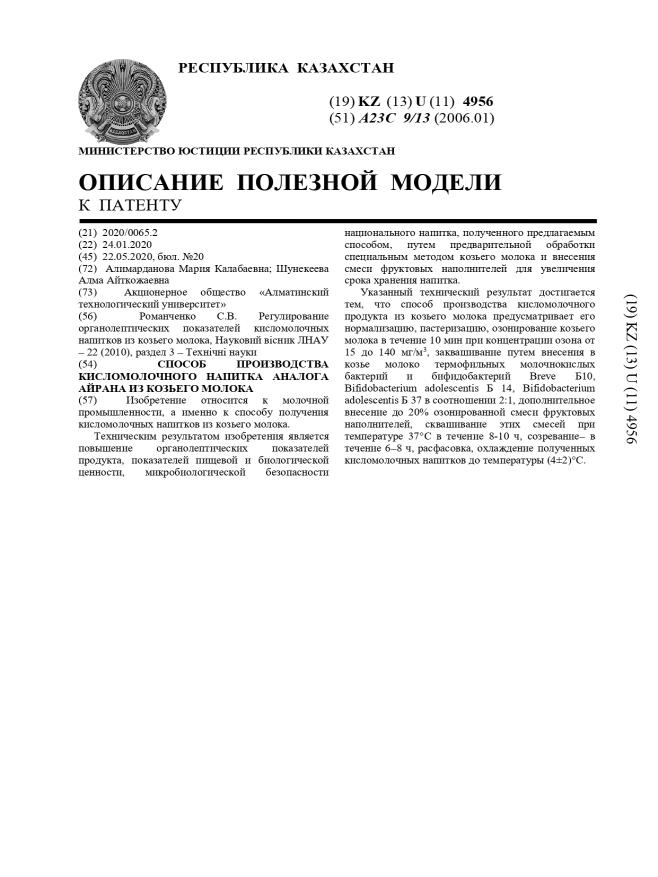 РЕСПУБЛИКА КАЗАХСТАН
(19) KZ (13) U (11) 4956
(51) A23C 9/13 (2006.01)
МИНИСТЕРСТВО ЮСТИЦИИ РЕСПУБЛИКИ КАЗАХСТАН
ОПИСАНИЕ ПОЛЕЗНОЙ МОДЕЛИ
К ПАТЕНТУ
(21) 2020/0065.2
(22) 24.01.2020
(45) 22.05.2020, бюл. №20
(72) Алимарданова Мария Калабаевна; Шунекеева
Алма Айткожаевна
(73) Акционерное общество «Алматинский
технологический университет»
(56) Романченко С.В. Регулирование
органолептических показателей кисломолочных
напитков из козьего молока, Науковий вісник ЛНАУ
– 22 (2010), раздел 3 – Технічні науки
(54) СПОСОБ ПРОИЗВОДСТВА
КИСЛОМОЛОЧНОГО НАПИТКА АНАЛОГА
АЙРАНА ИЗ КОЗЬЕГО МОЛОКА
(57) Изобретение относится к молочной
промышленности, а именно к способу получения
кисломолочных напитков из козьего молока.
Техническим результатом изобретения является
повышение органолептических показателей
продукта, показателей пищевой и биологической
ценности, микробиологической безопасности
национального напитка, полученного предлагаемым
способом, путем предварительной обработки
специальным методом козьего молока и внесения
смеси фруктовых наполнителей для увеличения
срока хранения напитка.
Указанный технический результат достигается
тем, что способ производства кисломолочного
продукта из козьего молока предусматривает его
нормализацию, пастеризацию, озонирование козьего
молока в течение 10 мин при концентрации озона от
15 до 140 мг/м³, заквашивание путем внесения в
козье молоко термофильных молочнокислых
бактерий и бифидобактерий Breve Б10,
Bifidobacterium adolescentis Б 14, Bifidobacterium
adolescentis Б 37 в соотношении 2:1, дополнительное
внесение до 20% озонированной смеси фруктовых
наполнителей, сквашивание этих смесей при
температуре 37°С в течение 8-10 ч, созревание– в
течение 6–8 ч, расфасовка, охлаждение полученных
кисломолочных напитков до температуры (4±2)°С.
(19) KZ (13) U (11) 4956